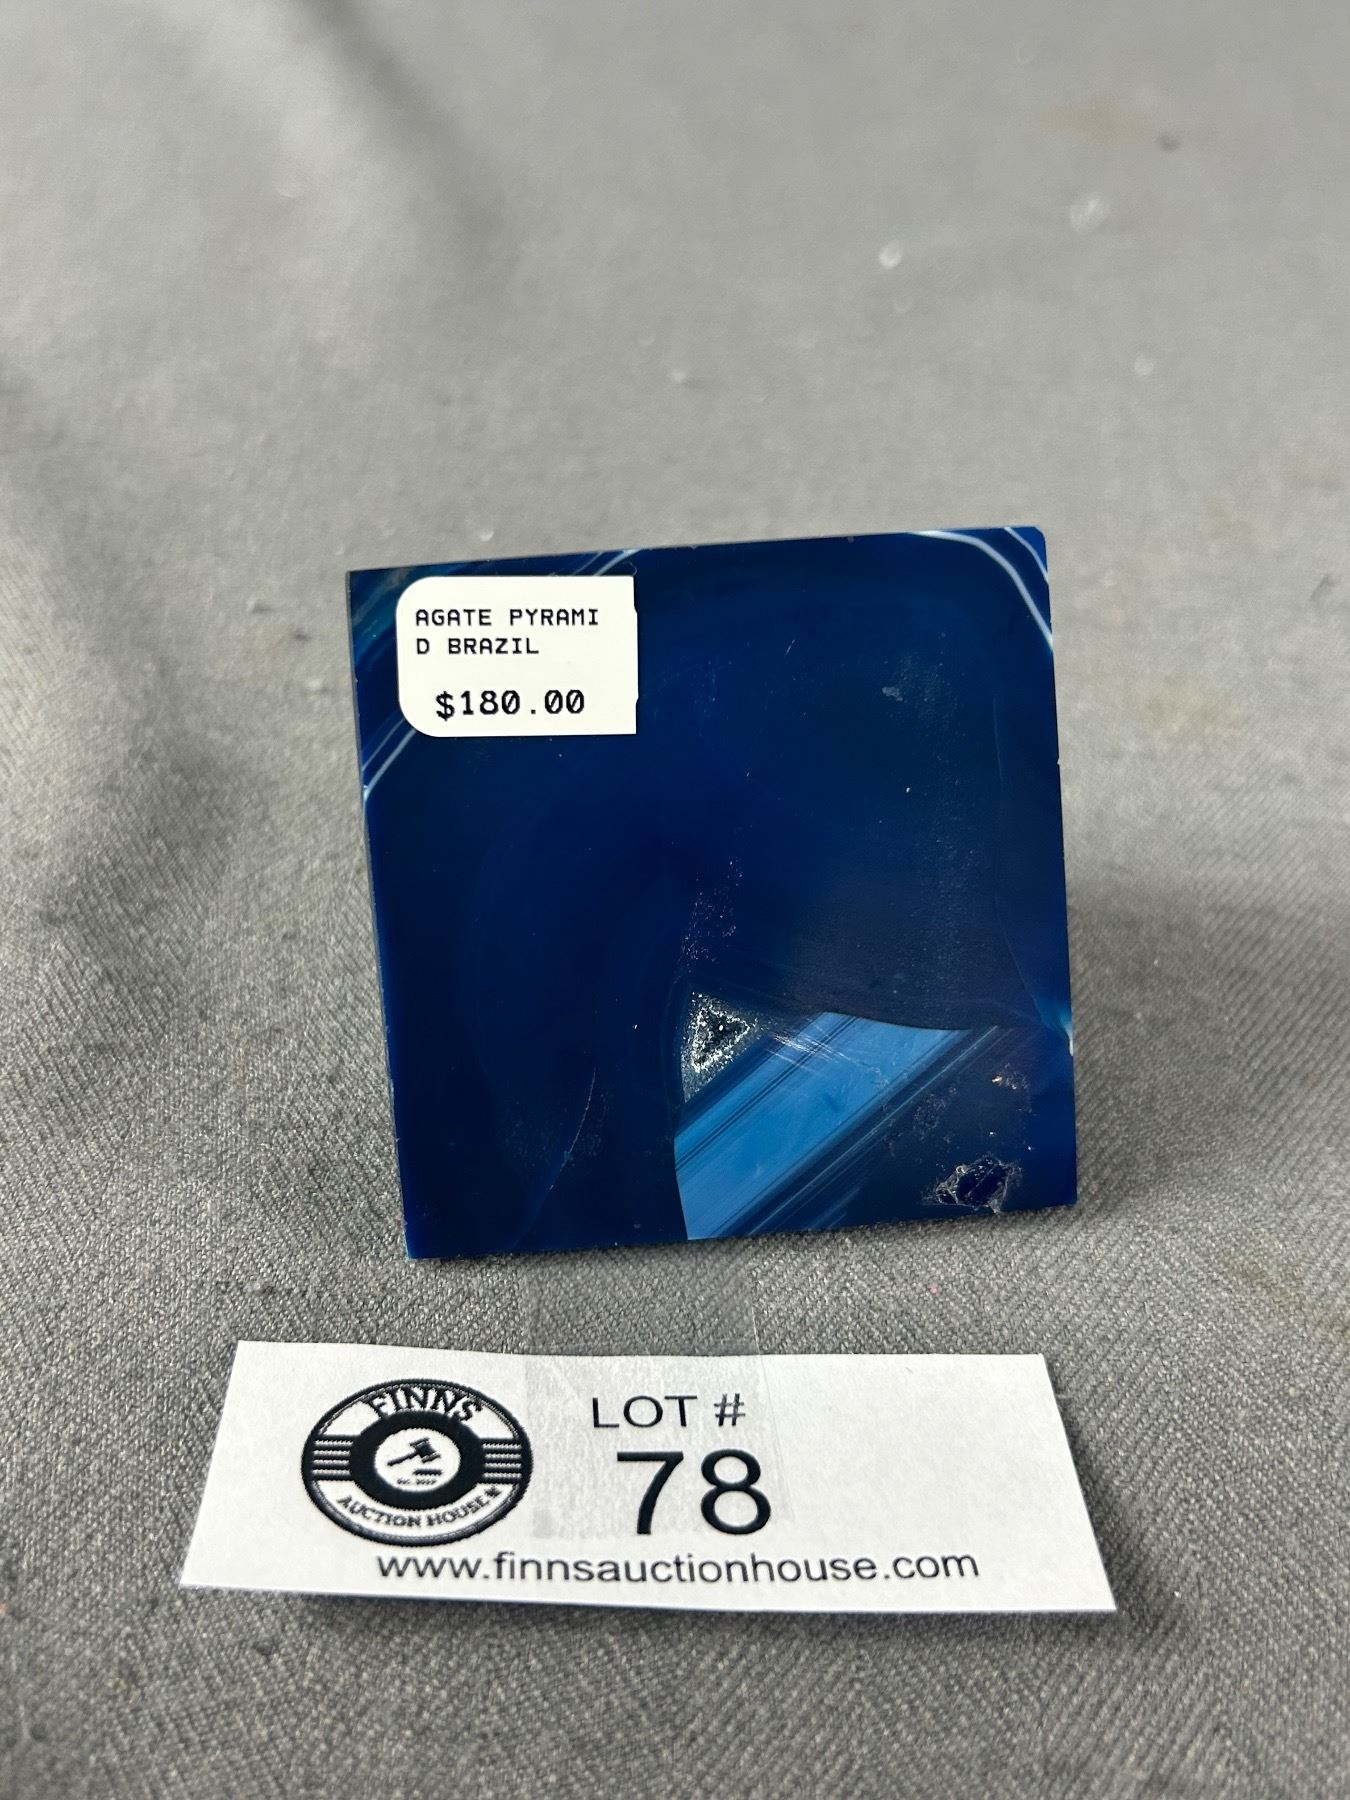 AGATE PYRAMI
D BRAZIL
$180.00
FINNS
AUCTION HOUSE
LOT #
78
www.finnsauctionhouse.com